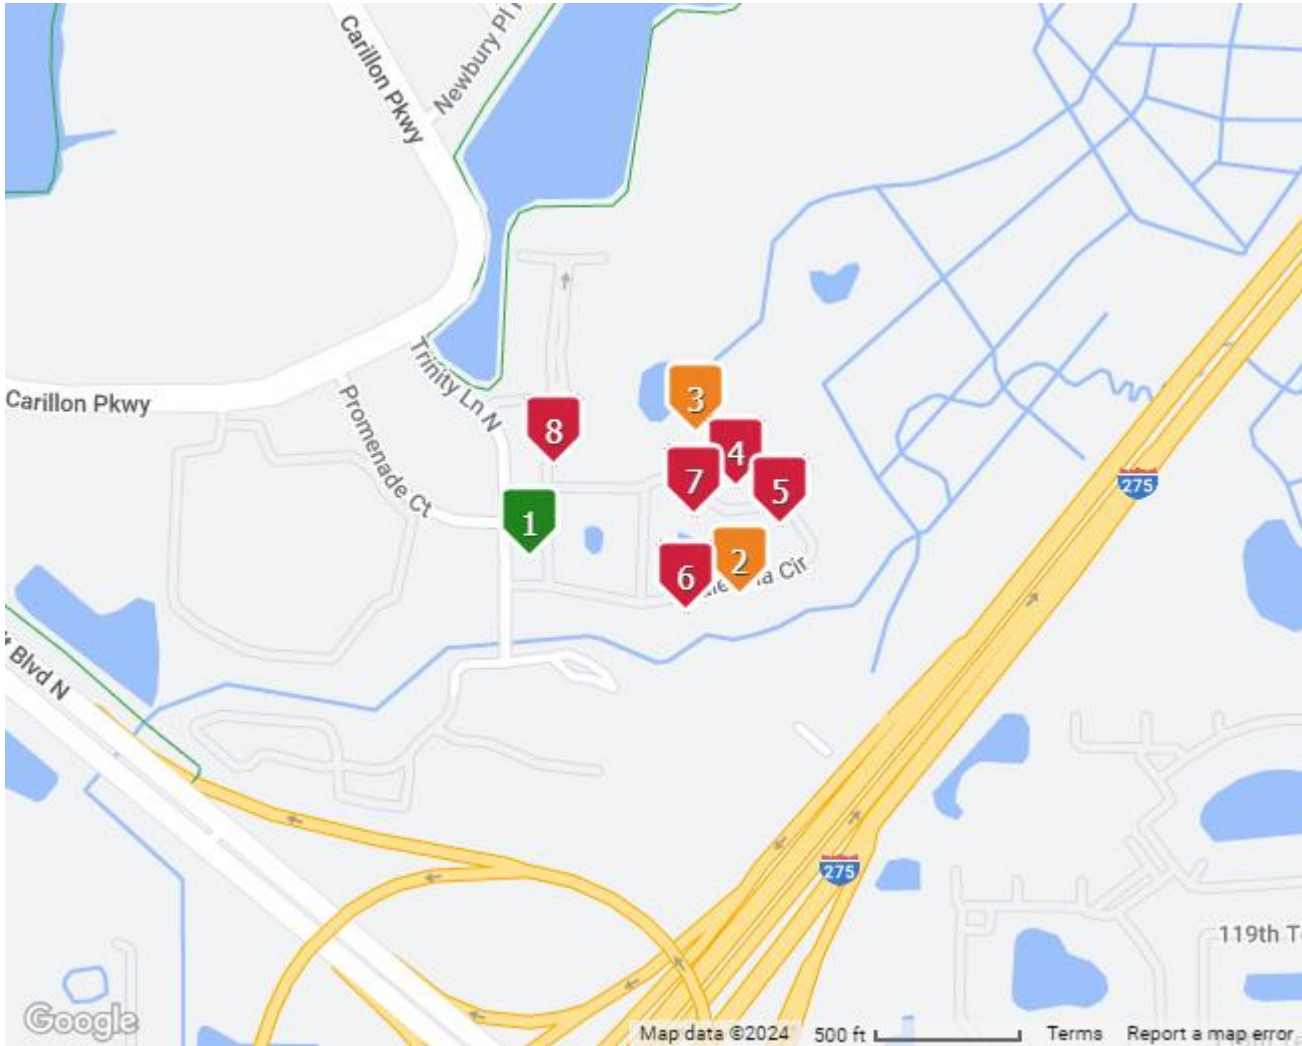 Carillon Pkwy
Newbury Pl
Trinity Ln N
Carillon Pkwy
Promenade Ct
3
8
4
7
5
275
1
2
6
Cir
Blvd N
275
119th
Google
Map data ©2024
500 ft
Terms
Report a map error